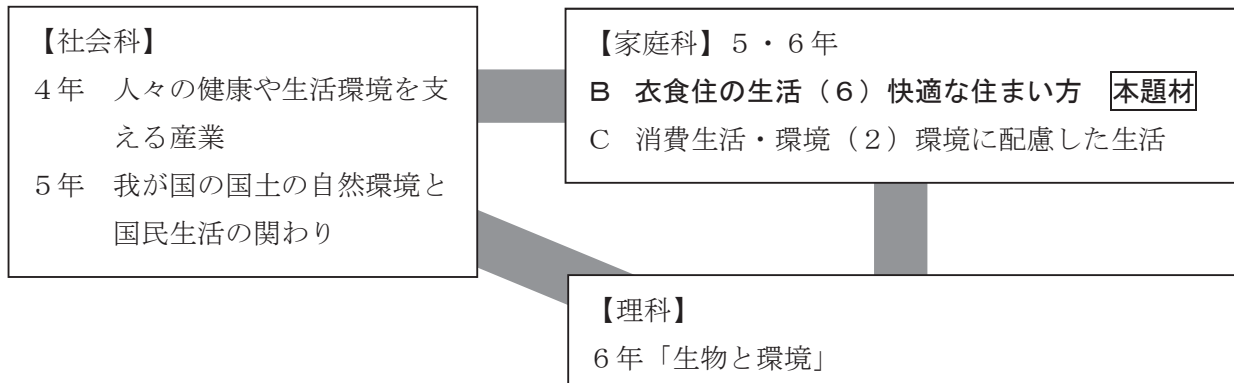 【社会科】
4年 人々の健康や生活環境を支
える産業
5年 我が国の国土の自然環境と
国民生活の関わり
【家庭科】5・6年
B 衣食住の生活(6)快適な住まい方 本題材
C 消費生活・環境(2)環境に配慮した生活
【理科】
6年「生物と環境」